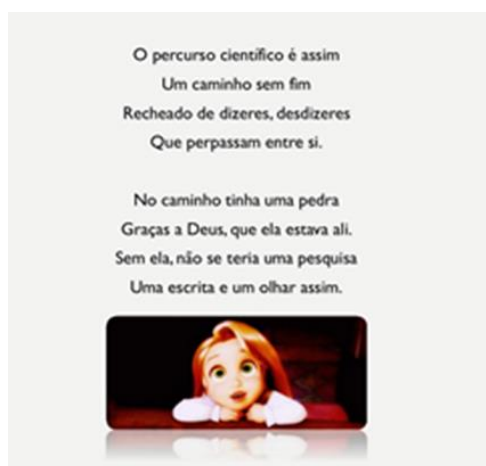 O percurso científico é assim
Um caminho sem fim
Recheado de dizeres, desdizeres
Que perpassam entre si.
No caminho tinha uma pedra
Graças a Deus, que ela estava ali.
Sem ela, não se teria uma pesquisa
Uma escrita e um olhar assim.